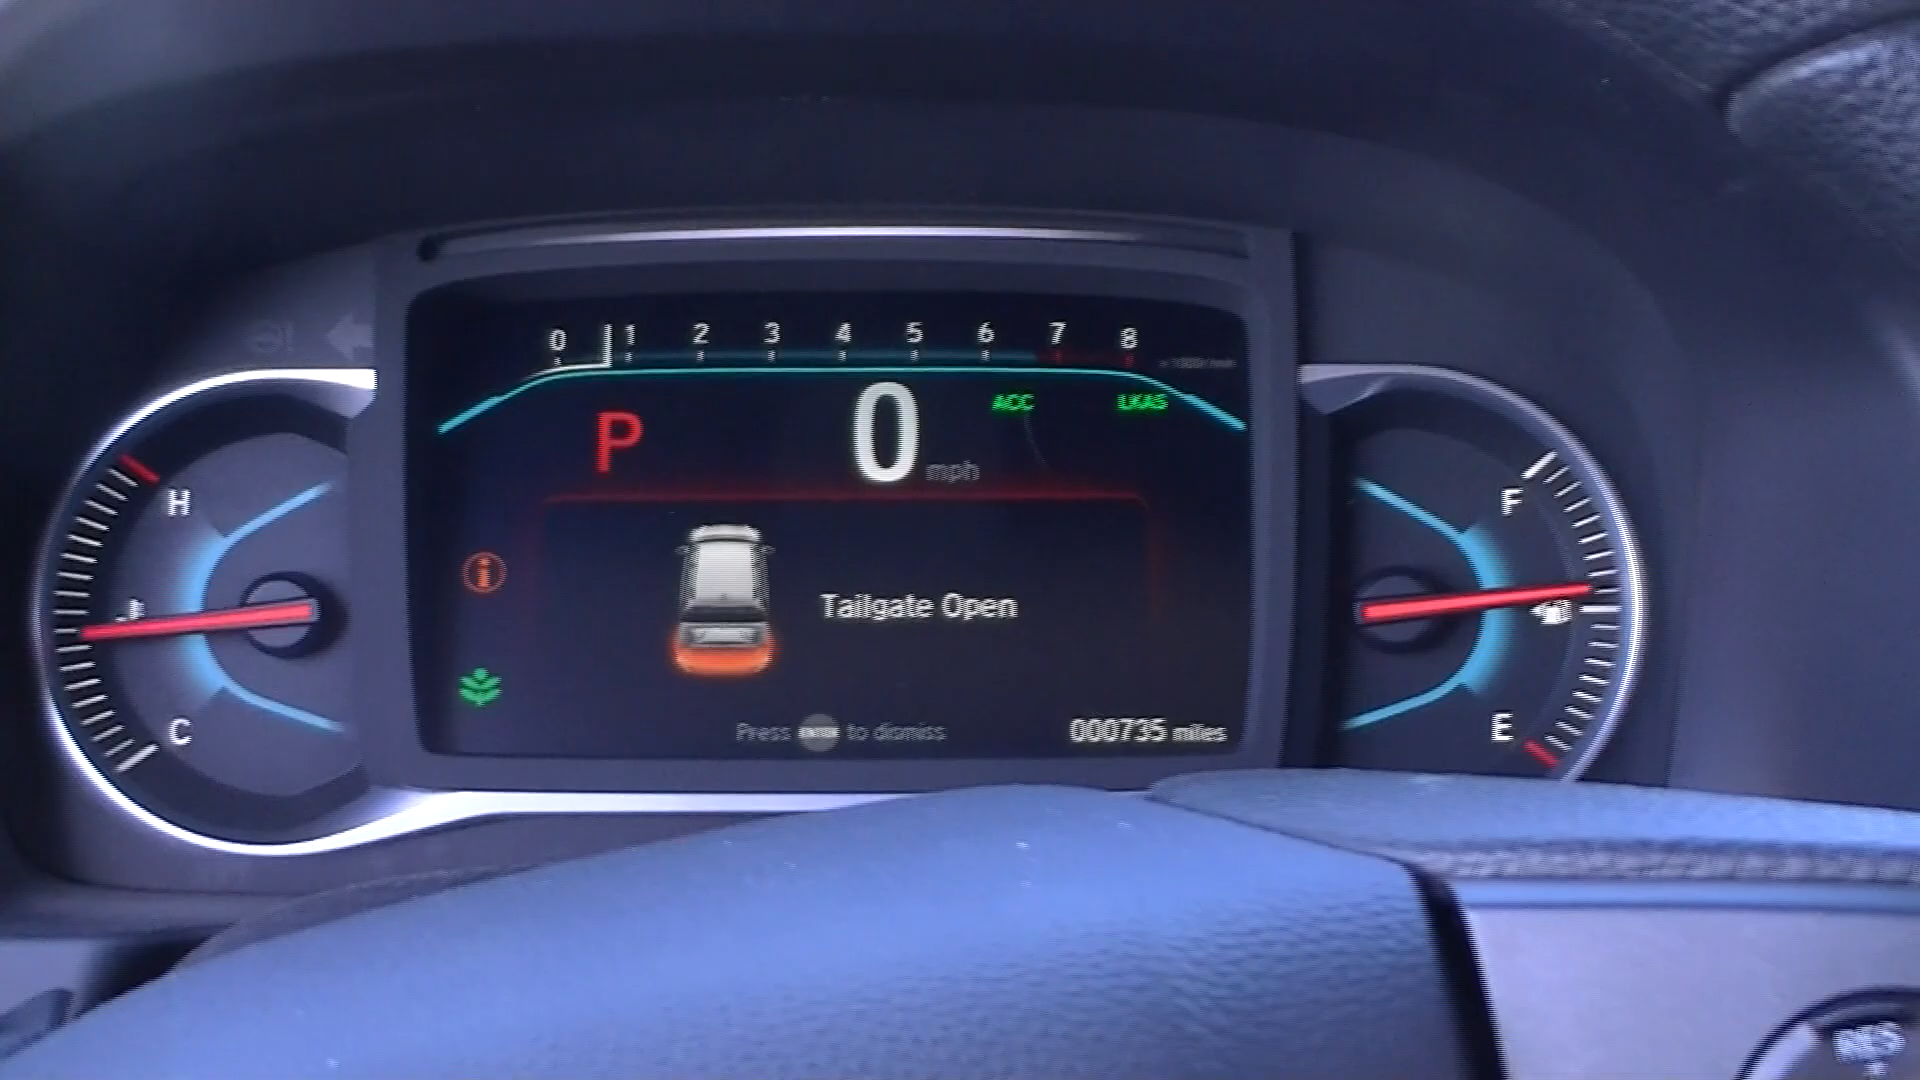 0 1 2 3 4 5 6 7 8
P 0 mph ACC LKAS
H
F
Tailgate Open
C
E
Press ENTER to dismiss
000735 miles